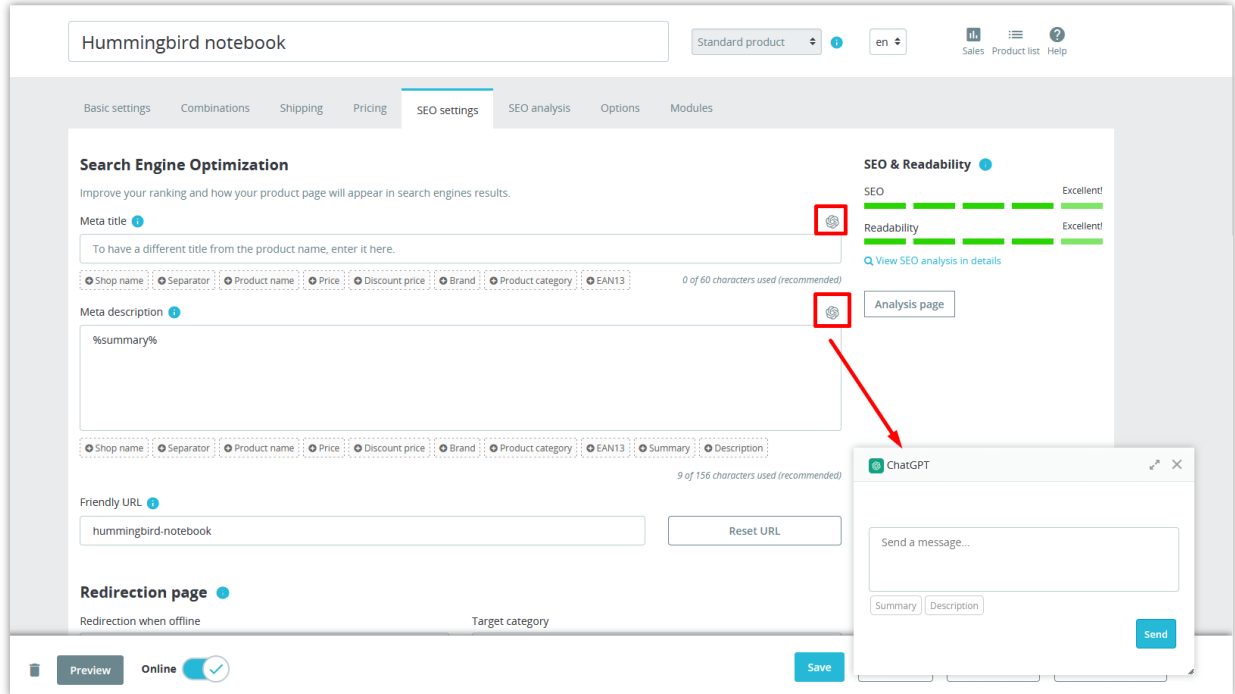 Hummingbird notebook
Standard product
en
Sales Product list Help
Basic settings Combinations Shipping Pricing SEO settings SEO analysis Options Modules
Search Engine Optimization
Improve your ranking and how your product page will appear in search engines results.
Meta title
To have a different title from the product name, enter it here.
Shop name Separator Product name Price Discount price Brand Product category EAN13
0 of 60 characters used (recommended)
Meta description
%summary%
Shop name Separator Product name Price Discount price Brand Product category EAN13 Summary Description
9 of 156 characters used (recommended)
Friendly URL
hummingbird-notebook
Reset URL
Redirection page
Redirection when offline
Target category
SEO & Readability
SEO Excellent!
Readability Excellent!
View SEO analysis in details
Analysis page
ChatGPT
Send a message...
Summary Description
Send
Preview
Online
Save